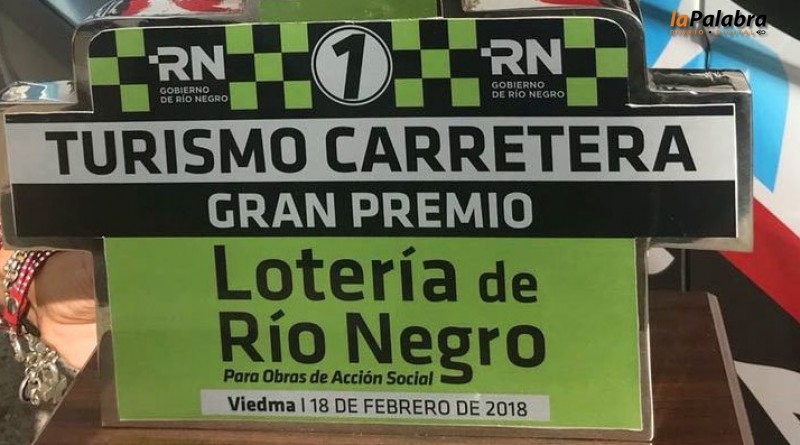 laPalabra
1
RN
GOBIERNO
DE RÍO NEGRO
RN
GOBIERNO
DE RÍO NEGRO
TURISMO CARRETERA
GRAN PREMIO
Lotería de
Río Negro
Para Obras de Acción Social
Viedma | 18 DE FEBRERO DE 2018